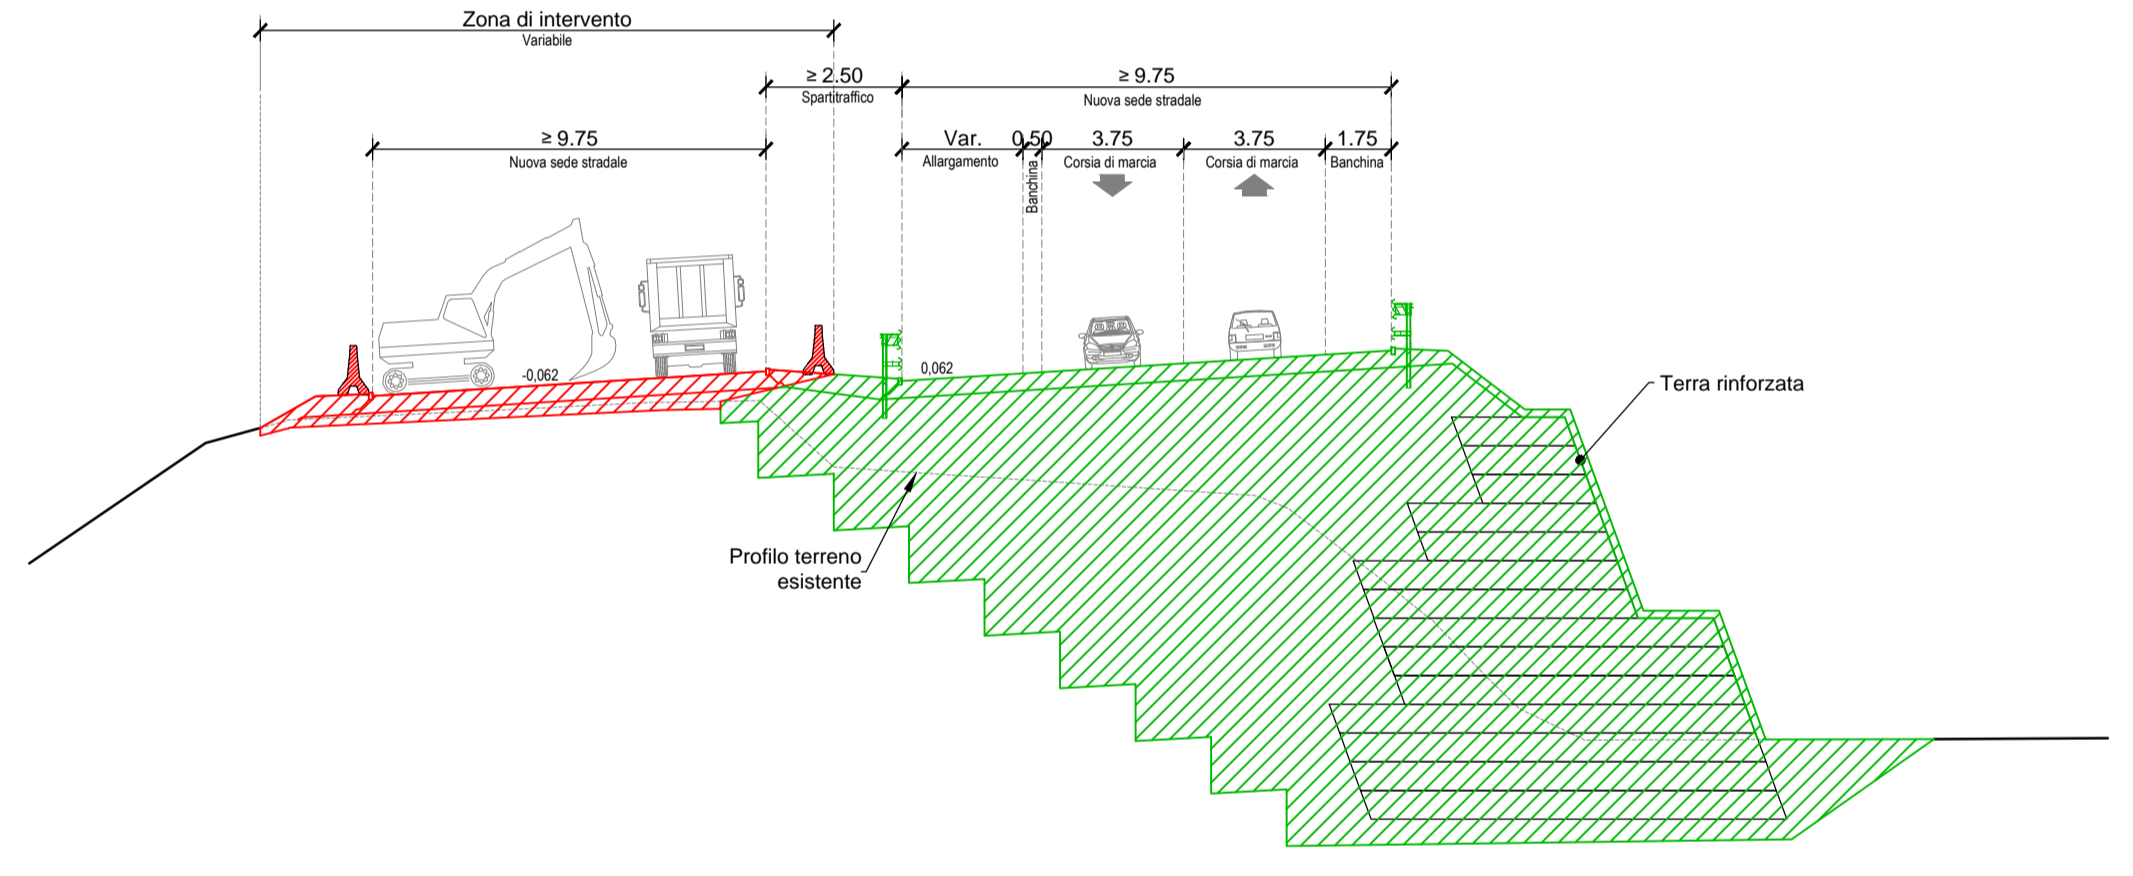 Zona di intervento
Variabile
≥ 2.50
Spartitraffico
≥ 9.75
Nuova sede stradale
≥ 9.75
Nuova sede stradale
Var.
Allargamento
0.50
Banchina
3.75
Corsia di marcia
3.75
Corsia di marcia
1.75
Banchina
-0,062
0,062
Terra rinforzata
Profilo terreno
esistente